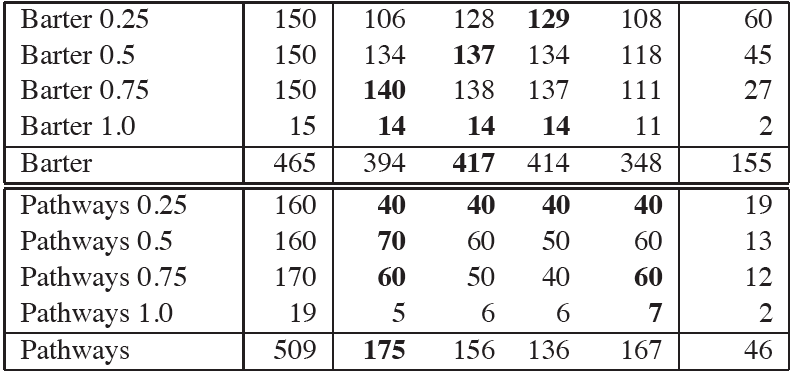 Barter 0.25 150 106 128 129 108 60
Barter 0.5 150 134 137 134 118 45
Barter 0.75 150 140 138 137 111 27
Barter 1.0 15 14 14 14 11 2
Barter 465 394 417 414 348 155
Pathways 0.25 160 40 40 40 40 19
Pathways 0.5 160 70 60 50 60 13
Pathways 0.75 170 60 50 40 60 12
Pathways 1.0 19 5 6 6 7 2
Pathways 509 175 156 136 167 46